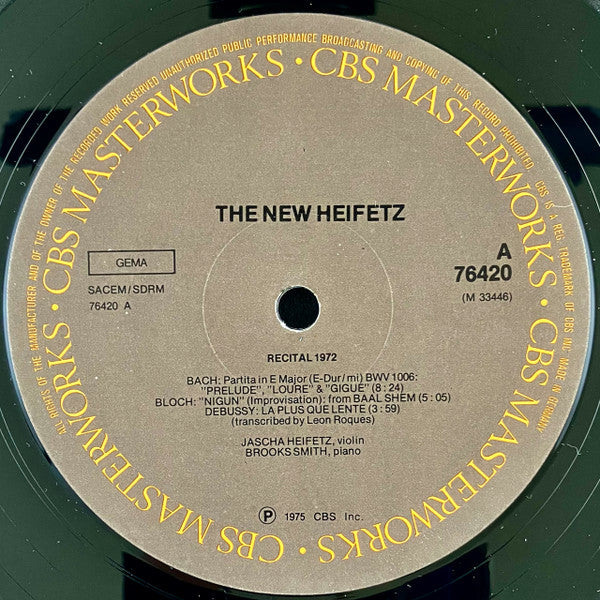 ALL RIGHTS OF THE MANUFACTURER AND OF THE OWNER OF THE RECORDED WORK RESERVED UNAUTHORIZED PUBLIC PERFORMANCE BROADCASTING AND COPYING OF THIS RECORD PROHIBITED. CBS IS A REG. TRADEMARK OF CBS INC. MADE IN GERMANY
CBS MASTERWORKS · CBS MASTERWORKS · CBS MASTERWORKS · CBS MASTERWORKS ·
THE NEW HEIFETZ
GEMA
SACEM/SDRM
76420 A
A
76420
(M 33446)
RECITAL 1972
BACH: Partita in E Major (E-Dur/mi) BWV 1006:
"PRELUDE", "LOURE" & "GIGUE" (8:24)
BLOCH: "NIGUN" (Improvisation): from BAAL SHEM (5:05)
DEBUSSY: LA PLUS QUE LENTE (3:59)
(transcribed by Leon Roques)
JASCHA HEIFETZ, violin
BROOKS SMITH, piano
Ⓟ 1975 CBS Inc.